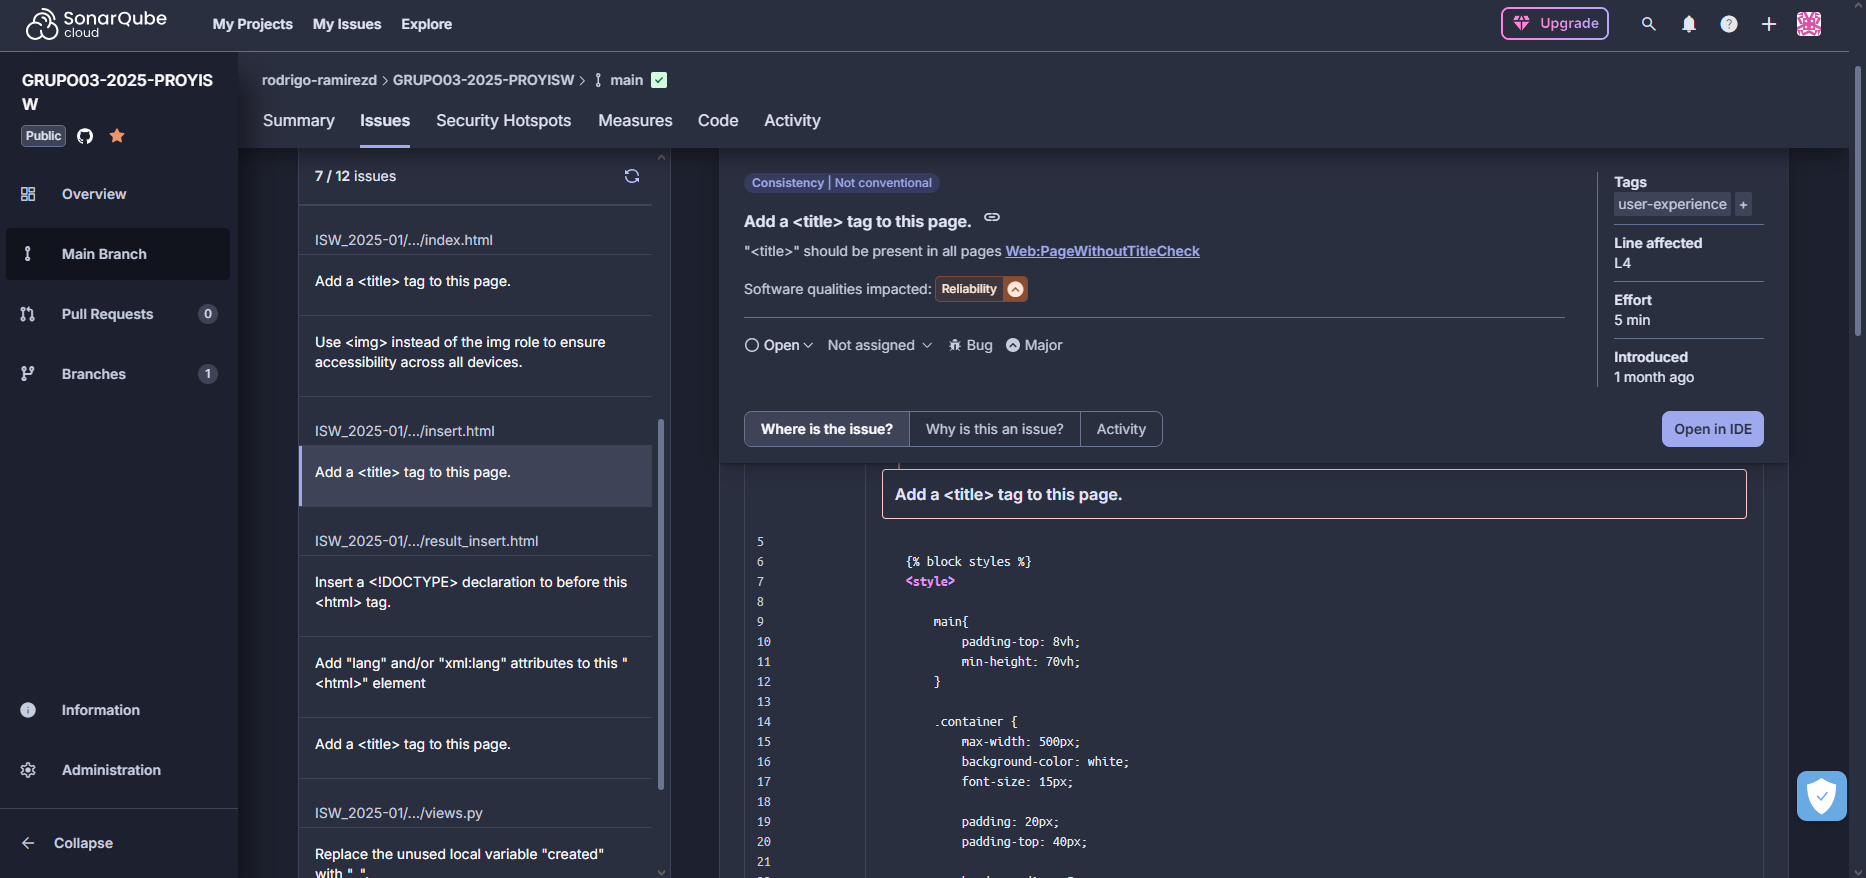 SonarQube
cloud
My Projects
My Issues
Explore
Upgrade
GRUPO03-2025-PROYIS
W
Public
Overview
Main Branch
Pull Requests
0
Branches
1
Information
Administration
Collapse
rodrigo-ramirezd > GRUPO03-2025-PROYISW > main
Summary
Issues
Security Hotspots
Measures
Code
Activity
7 / 12 issues
ISW_2025-01/.../index.html
Add a <title> tag to this page.
Use <img> instead of the img role to ensure
accessibility across all devices.
ISW_2025-01/.../insert.html
Add a <title> tag to this page.
ISW_2025-01/.../result_insert.html
Insert a <!DOCTYPE> declaration to before this
<html> tag.
Add "lang" and/or "xml:lang" attributes to this "
<html>" element
Add a <title> tag to this page.
ISW_2025-01/.../views.py
Replace the unused local variable "created"
with "_".
Consistency | Not conventional
Add a <title> tag to this page.
"<title>" should be present in all pages Web:PageWithoutTitleCheck
Software qualities impacted: Reliability
Open
Not assigned
Bug
Major
Tags
user-experience
+
Line affected
L4
Effort
5 min
Introduced
1 month ago
Where is the issue?
Why is this an issue?
Activity
Open in IDE
Add a <title> tag to this page.
5
6 {% block styles %}
7 <style>
8
9 main{
10 padding-top: 8vh;
11 min-height: 70vh;
12 }
13
14 .container {
15 max-width: 500px;
16 background-color: white;
17 font-size: 15px;
18
19 padding: 20px;
20 padding-top: 40px;
21